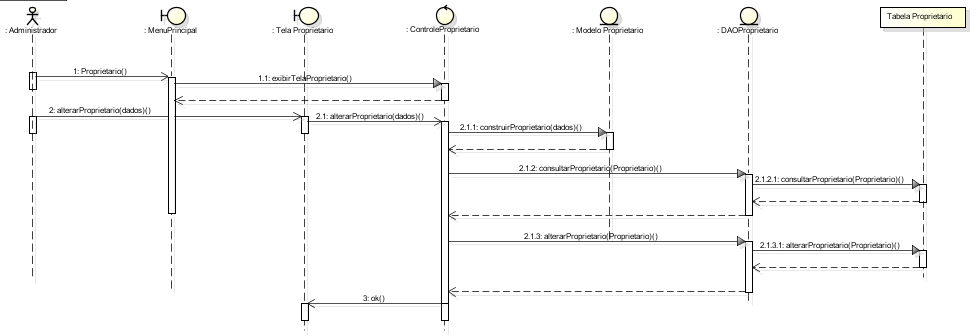 : Administrador
: MenuPrincipal
: Tela Proprietario
: ControleProprietario
: Modelo Proprietario
: DAOProprietario
Tabela Proprietario
1: Proprietario()
1.1: exibirTelaProprietario()
2: alterarProprietario(dados)()
2.1: alterarProprietario(dados)()
2.1.1: construirProprietario(dados)()
2.1.2: consultarProprietario(Proprietario)()
2.1.2.1: consultarProprietario(Proprietario)()
2.1.3: alterarProprietario(Proprietario)()
2.1.3.1: alterarProprietario(Proprietario)()
3: ok()